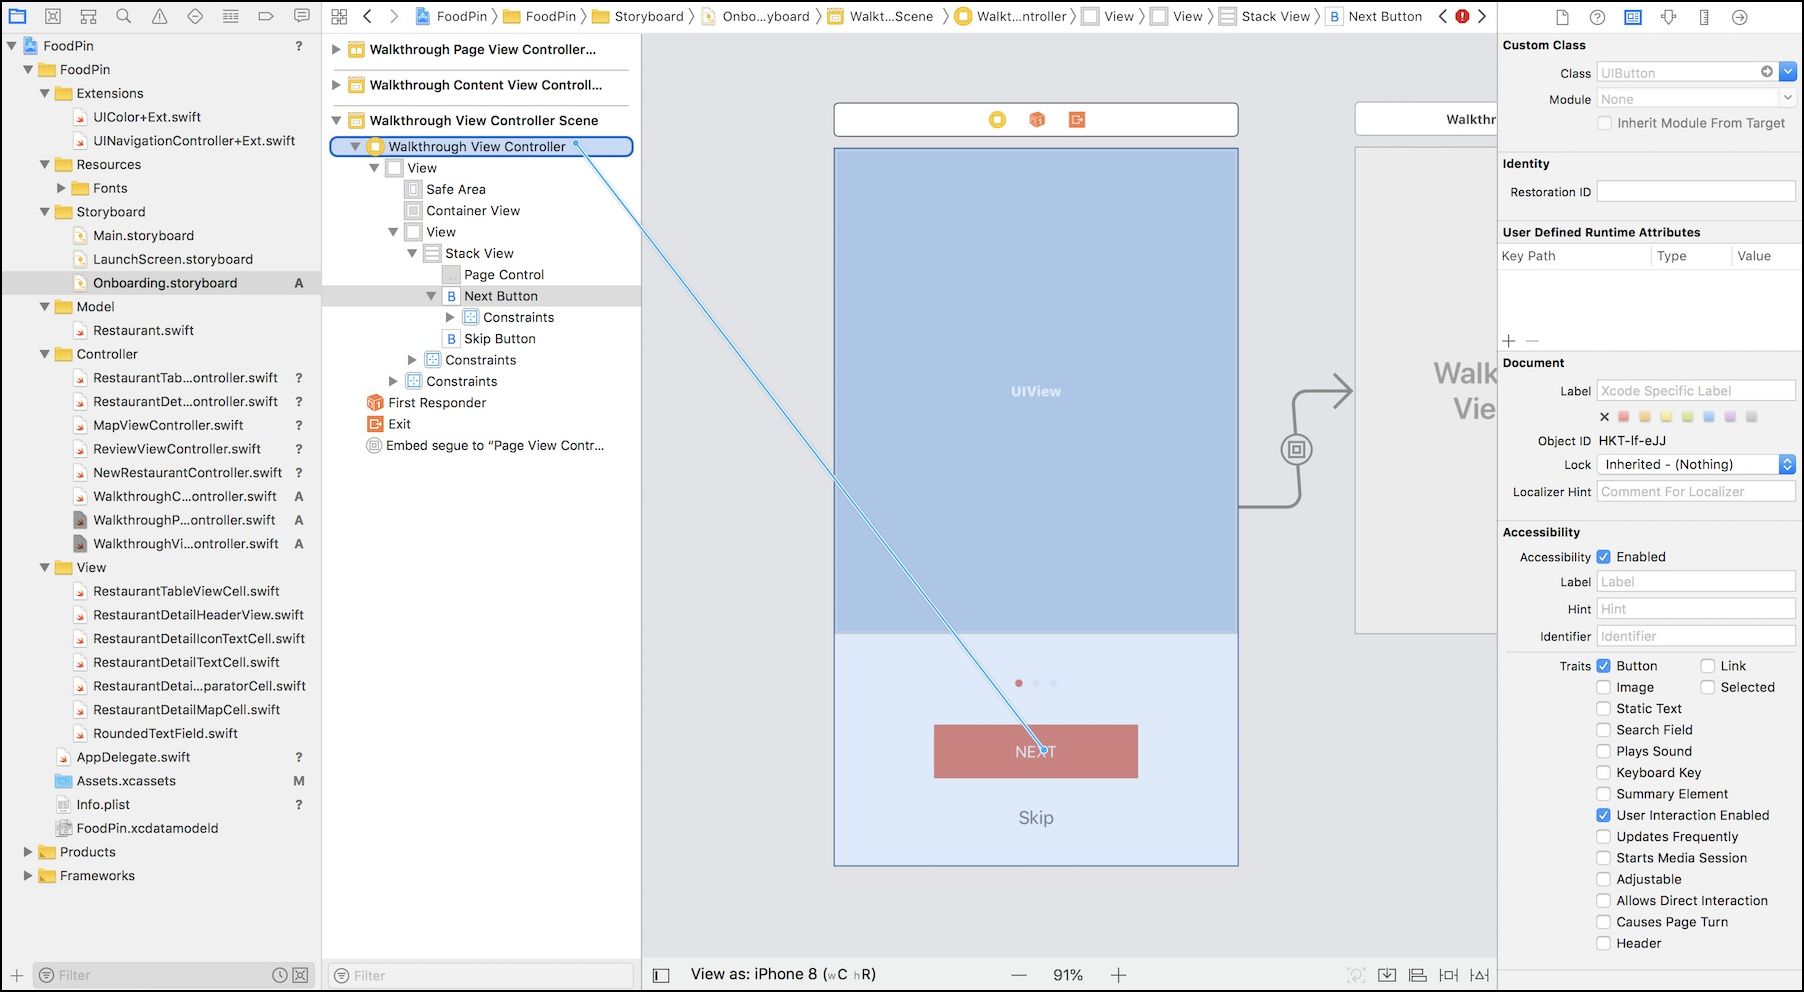 FoodPin
FoodPin
Storyboard
Onbo...yboard
Walkt...Scene
Walkt...ntroller
View
View
Stack View
B
Next Button
FoodPin ?
FoodPin
Extensions
UIColor+Ext.swift
UINavigationController+Ext.swift
Resources
Fonts
Storyboard
Main.storyboard
LaunchScreen.storyboard
Onboarding.storyboard A
Model
Restaurant.swift
Controller
RestaurantTab...ontroller.swift ?
RestaurantDet...ontroller.swift ?
MapViewController.swift ?
ReviewViewController.swift ?
NewRestaurantController.swift ?
WalkthroughC...ontroller.swift A
WalkthroughP...ontroller.swift A
WalkthroughVi...ontroller.swift A
View
RestaurantTableViewCell.swift
RestaurantDetailHeaderView.swift
RestaurantDetailIconTextCell.swift
RestaurantDetailTextCell.swift
RestaurantDetai...paratorCell.swift
RestaurantDetailMapCell.swift
RoundedTextField.swift
AppDelegate.swift ?
Assets.xcassets M
Info.plist ?
FoodPin.xcdatamodeld
Products
Frameworks
Filter
Walkthrough Page View Controller...
Walkthrough Content View Controll...
Walkthrough View Controller Scene
Walkthrough View Controller
View
Safe Area
Container View
View
Stack View
Page Control
B Next Button
Constraints
B Skip Button
Constraints
Constraints
First Responder
Exit
Embed segue to “Page View Contr...
Filter
UIView
NEXT
Skip
Walkthr
Walk
Vie
View as: iPhone 8 (wC hR)
91%
Custom Class
Class UIButton
Module None
Inherit Module From Target
Identity
Restoration ID
User Defined Runtime Attributes
Key Path Type Value
Document
Label Xcode Specific Label
Object ID HKT-lf-eJJ
Lock Inherited - (Nothing)
Localizer Hint Comment For Localizer
Accessibility
Accessibility Enabled
Label Label
Hint Hint
Identifier Identifier
Traits Button Link
Image Selected
Static Text
Search Field
Plays Sound
Keyboard Key
Summary Element
User Interaction Enabled
Updates Frequently
Starts Media Session
Adjustable
Allows Direct Interaction
Causes Page Turn
Header